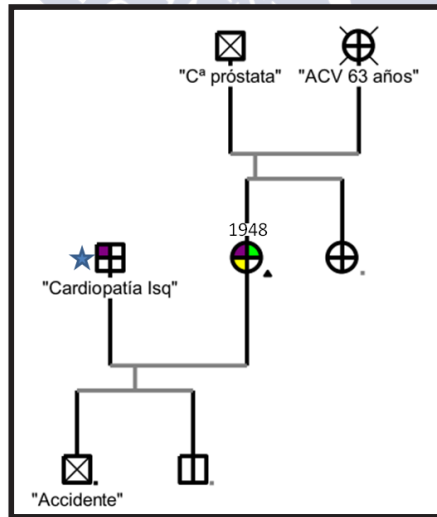 "Cª próstata" "ACV 63 años"
1948
"Cardiopatía Isq"
"Accidente"